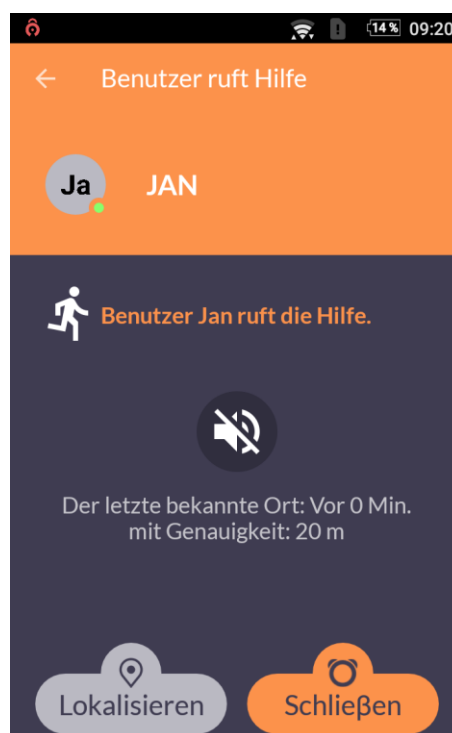 14% 09:20
Benutzer ruft Hilfe
Ja JAN
Benutzer Jan ruft die Hilfe.
Der letzte bekannte Ort: Vor 0 Min.
mit Genauigkeit: 20 m
Lokalisieren Schließen